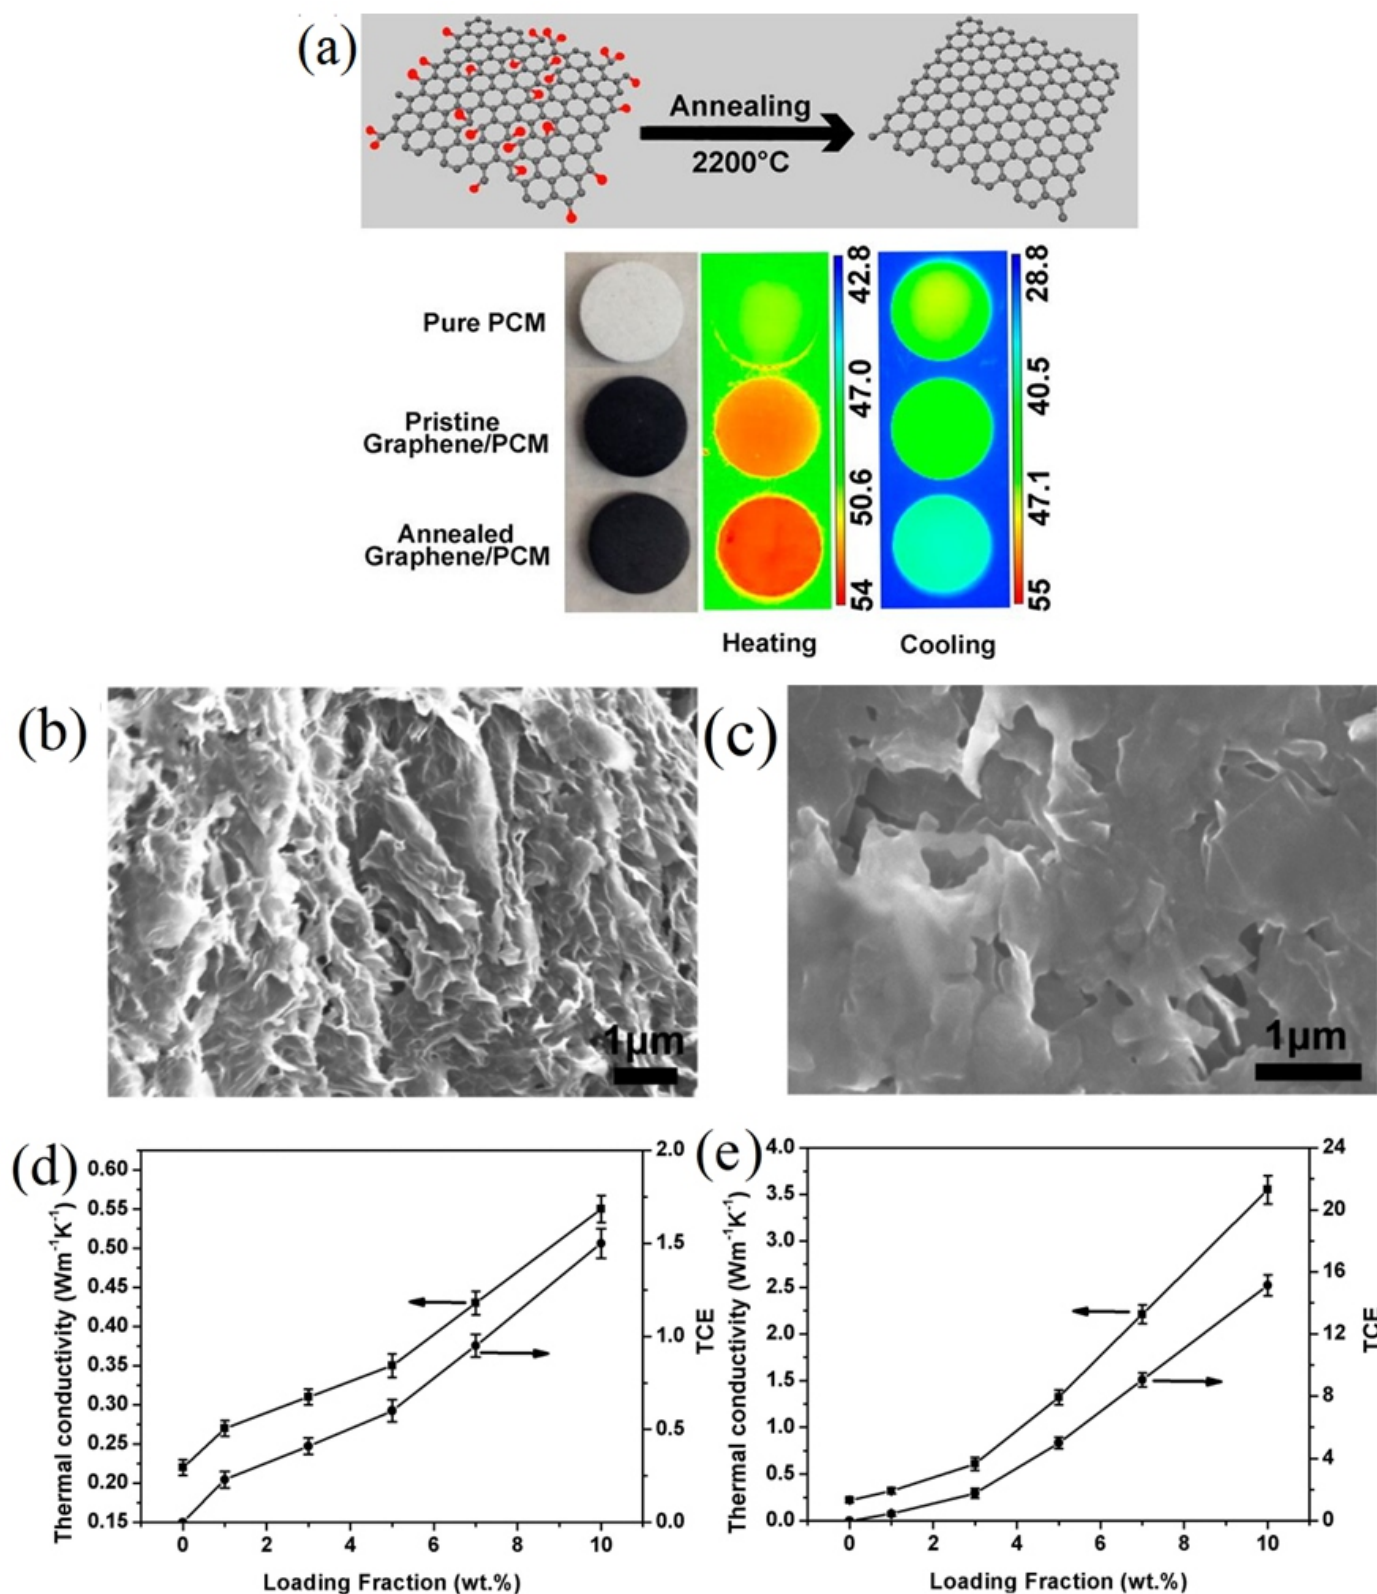 (a)
Annealing
2200°C
Pure PCM
Pristine
Graphene/PCM
Annealed
Graphene/PCM
42.8
47.0
50.6
54
28.8
40.5
47.1
55
Heating
Cooling
(b)
1μm
(c)
1μm
(d)
Thermal conductivity (Wm⁻¹K⁻¹)
0.60
0.55
0.50
0.45
0.40
0.35
0.30
0.25
0.20
0.15
2.0
1.5
1.0
0.5
0.0
TCE
0 2 4 6 8 10
Loading Fraction (wt.%)
(e)
Thermal conductivity (Wm⁻¹K⁻¹)
4.0
3.5
3.0
2.5
2.0
1.5
1.0
0.5
0.0
24
20
16
12
8
4
0
TCE
0 2 4 6 8 10
Loading Fraction (wt.%)